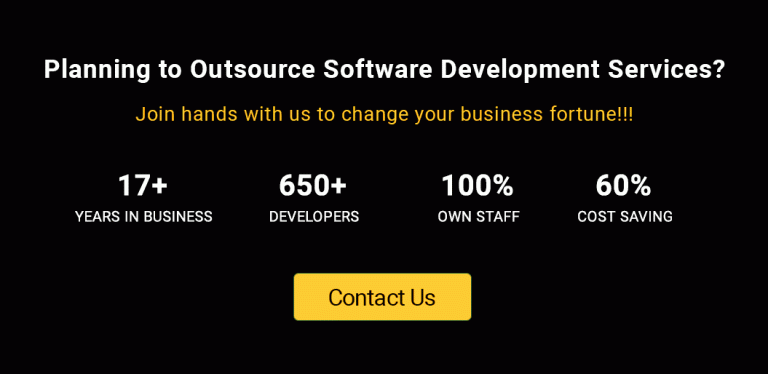 Planning to Outsource Software Development Services?
Join hands with us to change your business fortune!!!
17+ 650+ 100% 60%
YEARS IN BUSINESS DEVELOPERS OWN STAFF COST SAVING
Contact Us